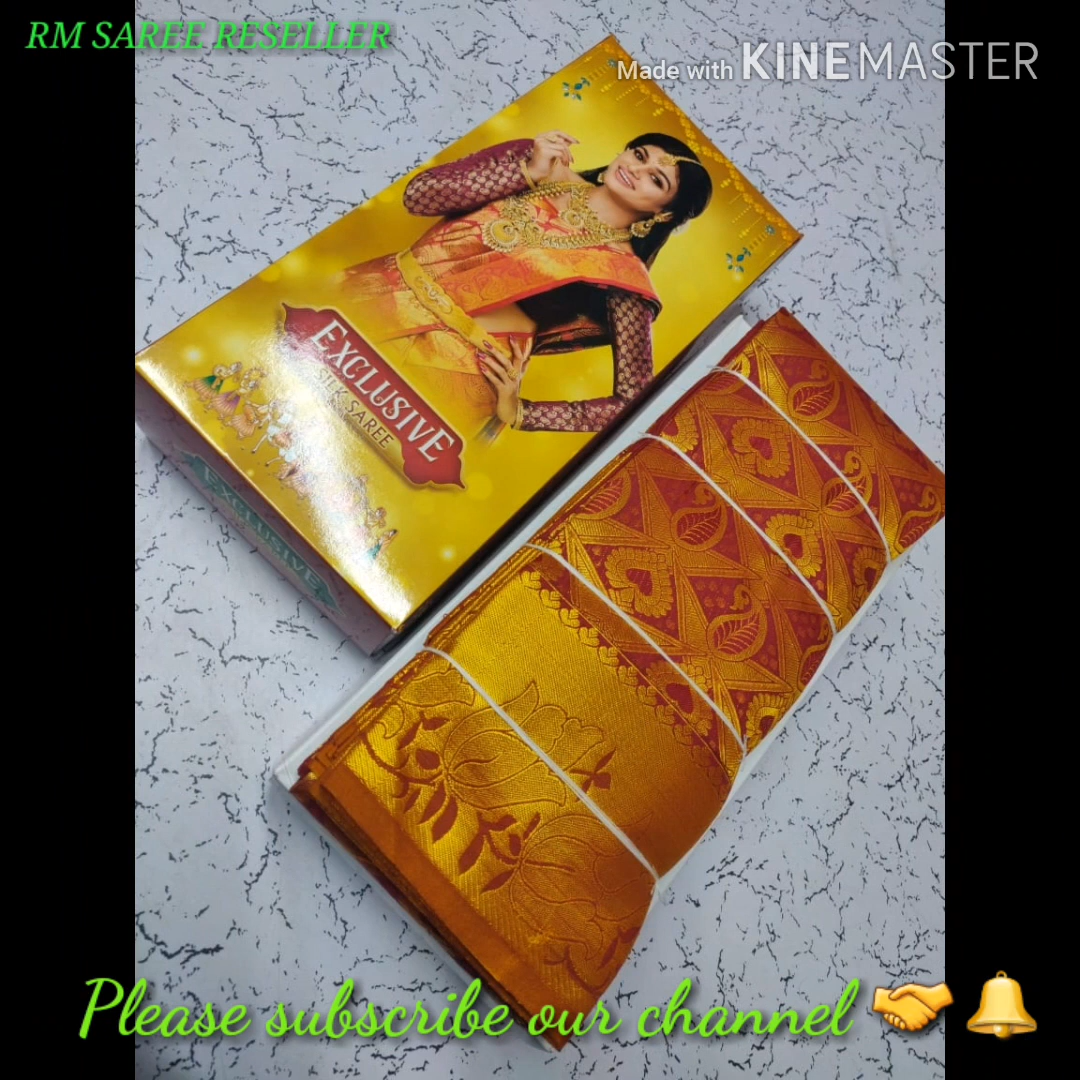 RM SAREE RESELLER
Made with KINEMASTER
EXCLUSIVE
SILK SAREE
EXCLUSIVE
Please subscribe our channel 🤝 🔔